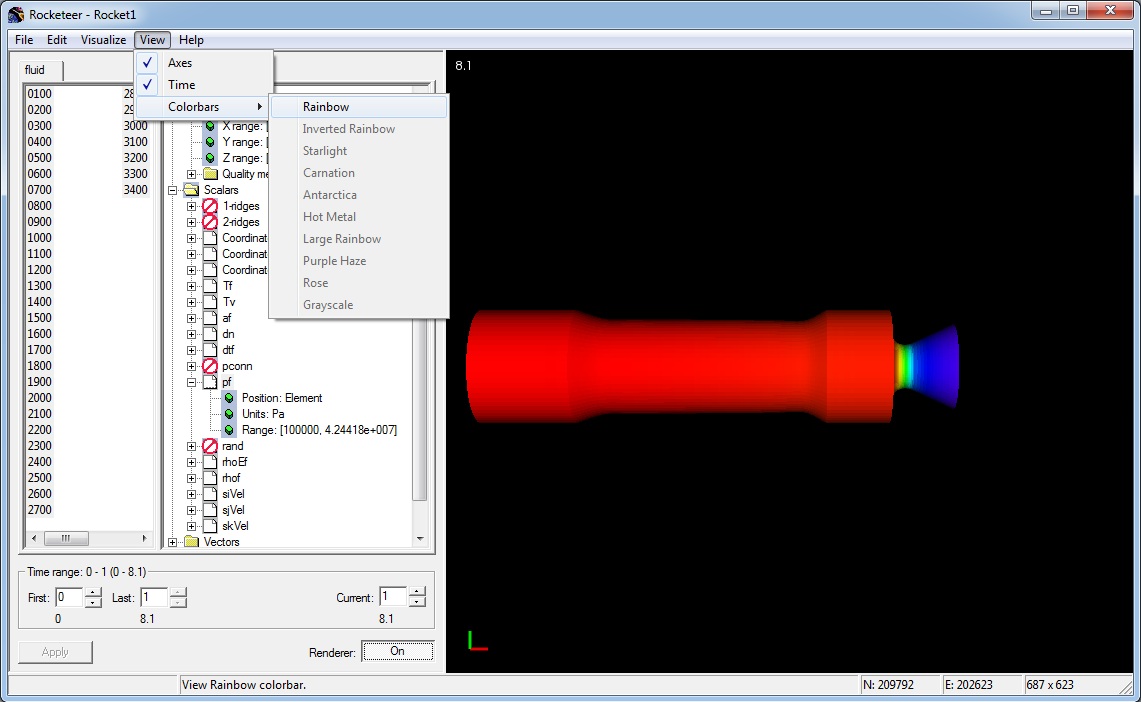 Rocketeer - Rocket1
File Edit Visualize View Help
fluid
Axes
Time
Colorbars
Rainbow
Inverted Rainbow
Starlight
Carnation
Antarctica
Hot Metal
Large Rainbow
Purple Haze
Rose
Grayscale
0100
0200
0300 3000
0400 3100
0500 3200
0600 3300
0700 3400
0800
0900
1000
1100
1200
1300
1400
1500
1600
1700
1800
1900
2000
2100
2200
2300
2400
2500
2600
2700
X range: [
Y range: [
Z range: [
Quality me
Scalars
1-ridges
2-ridges
Coordinat
Coordinat
Coordinat
Tf
Tv
af
dn
dtf
pconn
pf
Position: Element
Units: Pa
Range: [100000, 4.24418e+007]
rand
rhoEf
rhof
siVel
sjVel
skVel
Vectors
8.1
Time range: 0 - 1 (0 - 8.1)
First: 0 Last: 1 Current: 1
0 8.1 8.1
Apply Renderer: On
View Rainbow colorbar. N: 209792 E: 202623 687 x 623